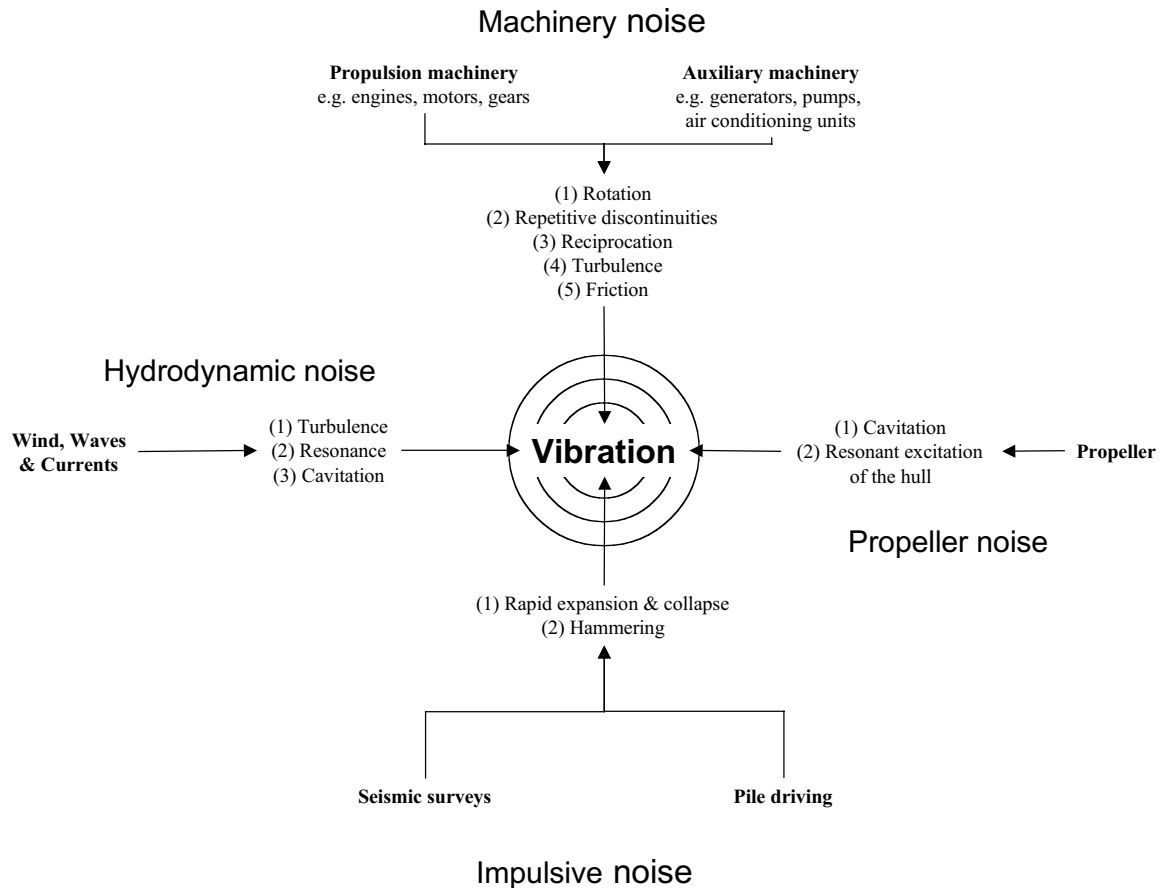 Machinery noise
Propulsion machinery
e.g. engines, motors, gears
Auxiliary machinery
e.g. generators, pumps,
air conditioning units
(1) Rotation
(2) Repetitive discontinuities
(3) Reciprocation
(4) Turbulence
(5) Friction
Hydrodynamic noise
Wind, Waves
& Currents
(1) Turbulence
(2) Resonance
(3) Cavitation
Vibration
(1) Cavitation
(2) Resonant excitation
of the hull
Propeller
Propeller noise
(1) Rapid expansion & collapse
(2) Hammering
Seismic surveys
Pile driving
Impulsive noise